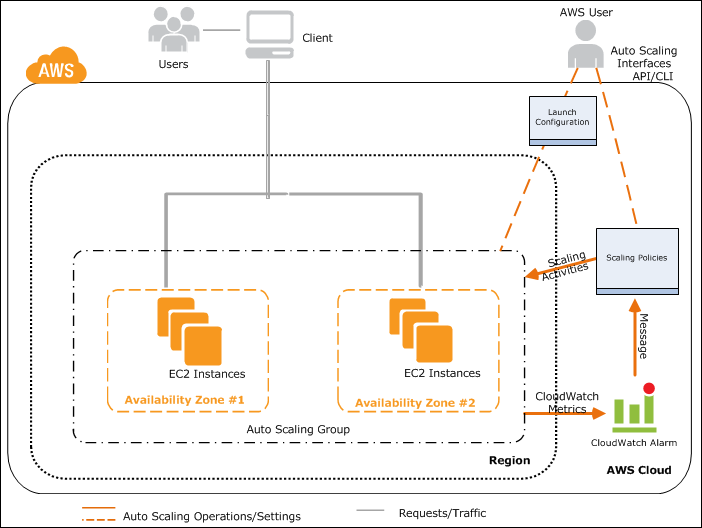 AWS User
Client
Users
Auto Scaling
Interfaces
API/CLI
AWS
Launch
Configuration
Scaling
Activities
Scaling Policies
Message
EC2 Instances
EC2 Instances
Availability Zone #1
Availability Zone #2
CloudWatch
Metrics
Auto Scaling Group
CloudWatch Alarm
Region
AWS Cloud
Auto Scaling Operations/Settings
Requests/Traffic